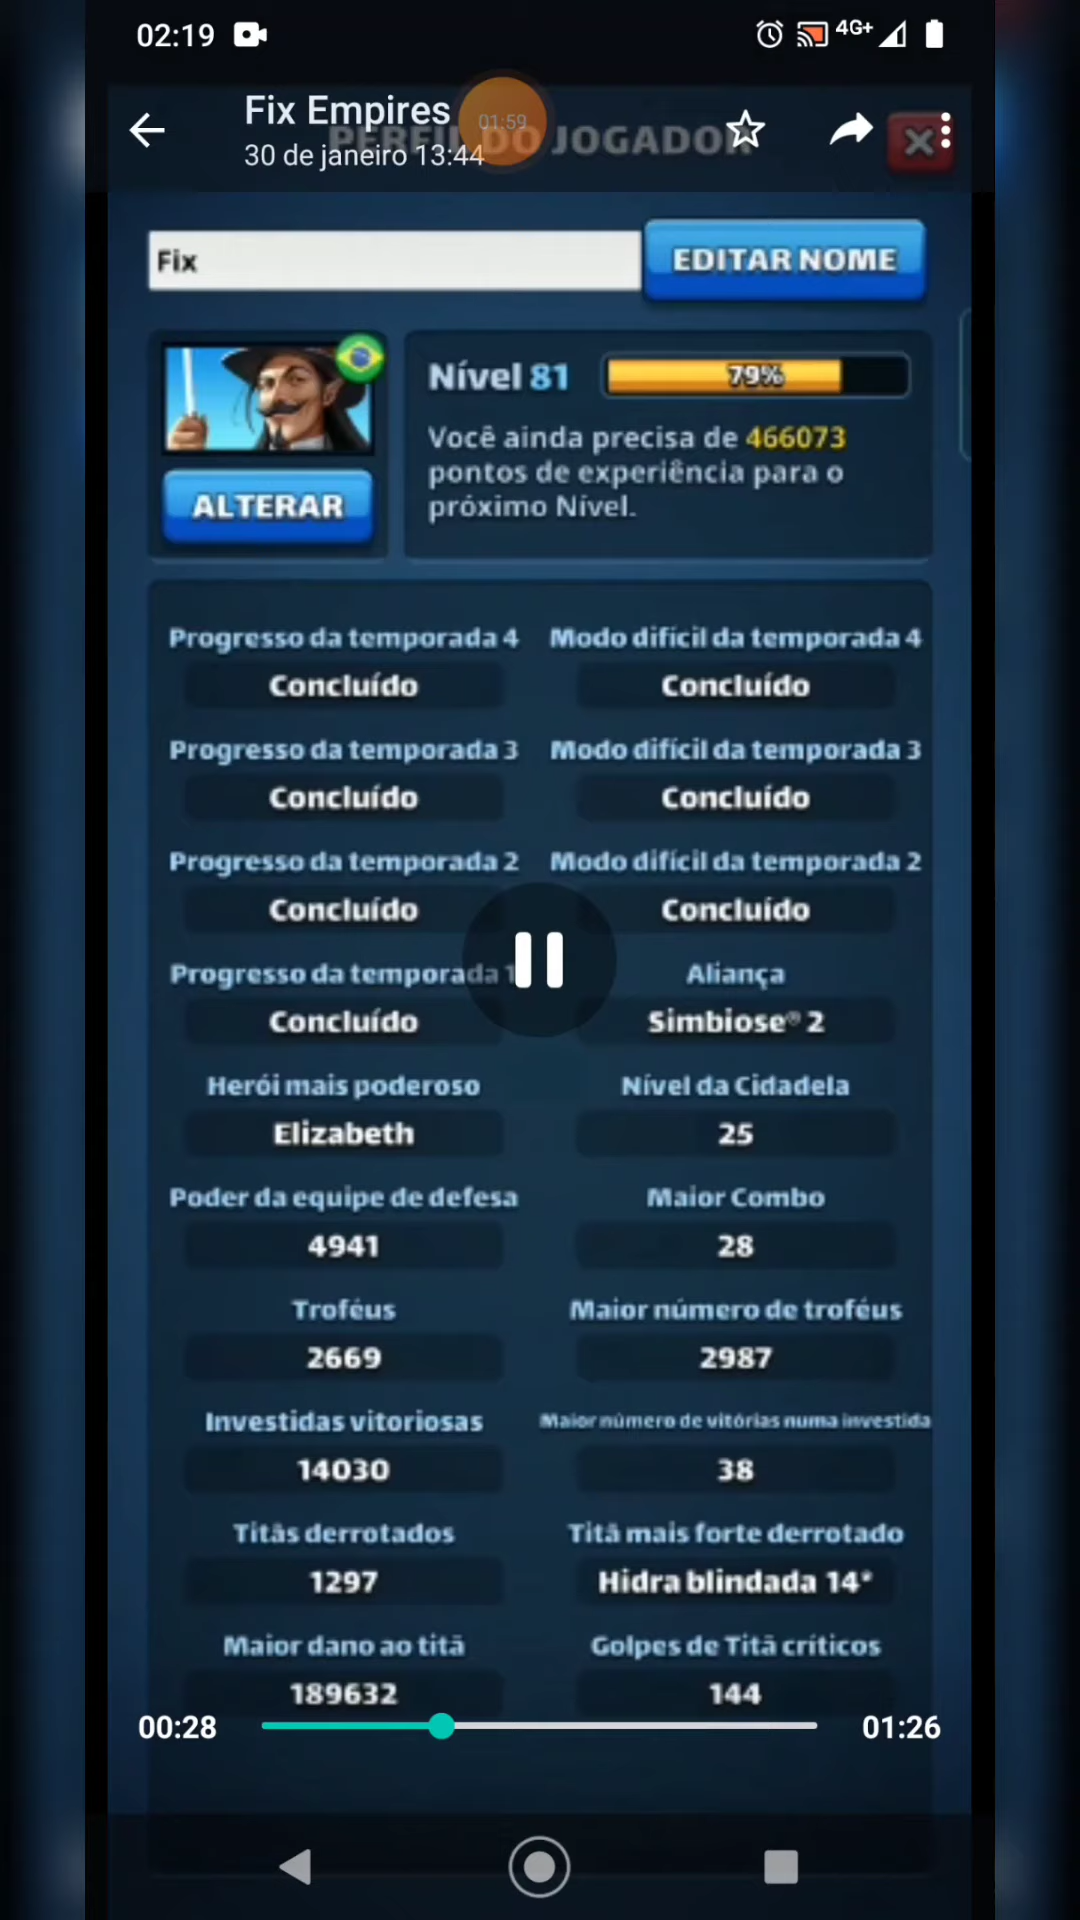 02:19
4G+
Fix Empires
01:59
PERFIL DO JOGADOR
30 de janeiro 13:44
Fix
EDITAR NOME
Nível 81
79%
Você ainda precisa de 466073
pontos de experiência para o
próximo Nível.
ALTERAR
Progresso da temporada 4
Modo difícil da temporada 4
Concluído
Concluído
Progresso da temporada 3
Modo difícil da temporada 3
Concluído
Concluído
Progresso da temporada 2
Modo difícil da temporada 2
Concluído
Concluído
Progresso da temporada 1
Aliança
Concluído
Simbiose® 2
Herói mais poderoso
Nível da Cidadela
Elizabeth
25
Poder da equipe de defesa
Maior Combo
4941
28
Troféus
Maior número de troféus
2669
2987
Investidas vitoriosas
Maior número de vitórias numa investida
14030
38
Titãs derrotados
Titã mais forte derrotado
1297
Hidra blindada 14*
Maior dano ao titã
Golpes de Titã críticos
189632
144
00:28
01:26